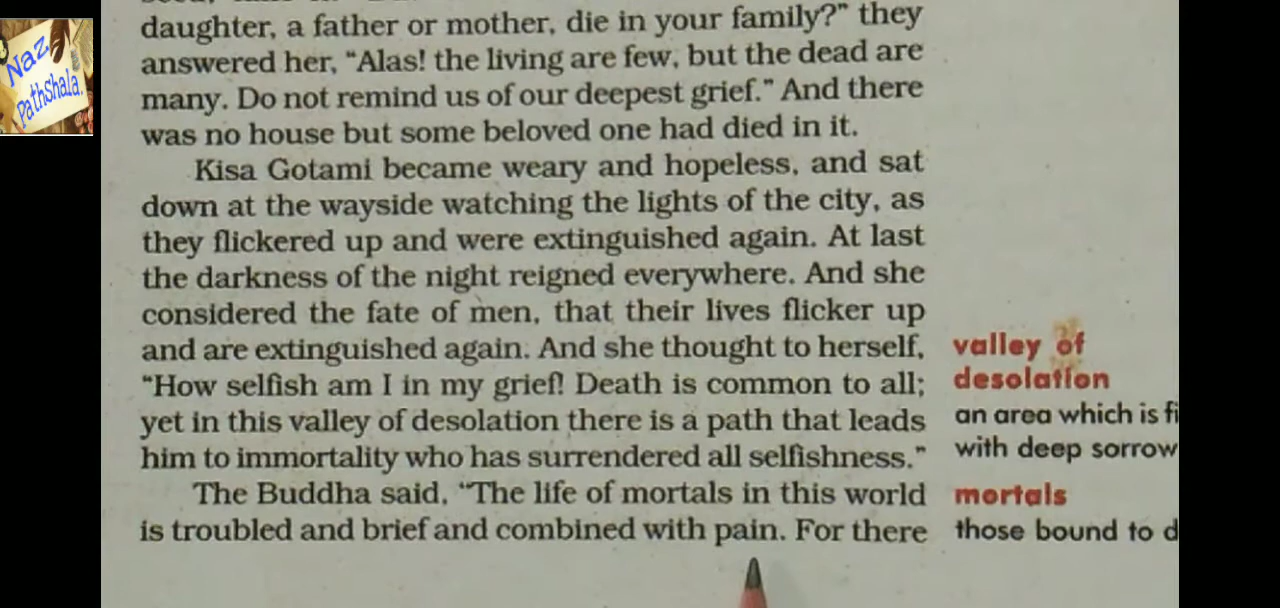 Naz
PathShala.
daughter, a father or mother, die in your family?" they
answered her, "Alas! the living are few, but the dead are
many. Do not remind us of our deepest grief." And there
was no house but some beloved one had died in it.
Kisa Gotami became weary and hopeless, and sat
down at the wayside watching the lights of the city, as
they flickered up and were extinguished again. At last
the darkness of the night reigned everywhere. And she
considered the fate of men, that their lives flicker up
and are extinguished again. And she thought to herself,
"How selfish am I in my grief! Death is common to all;
yet in this valley of desolation there is a path that leads
him to immortality who has surrendered all selfishness."
The Buddha said, "The life of mortals in this world
is troubled and brief and combined with pain. For there
valley of
desolation
an area which is fi
with deep sorrow
mortals
those bound to d